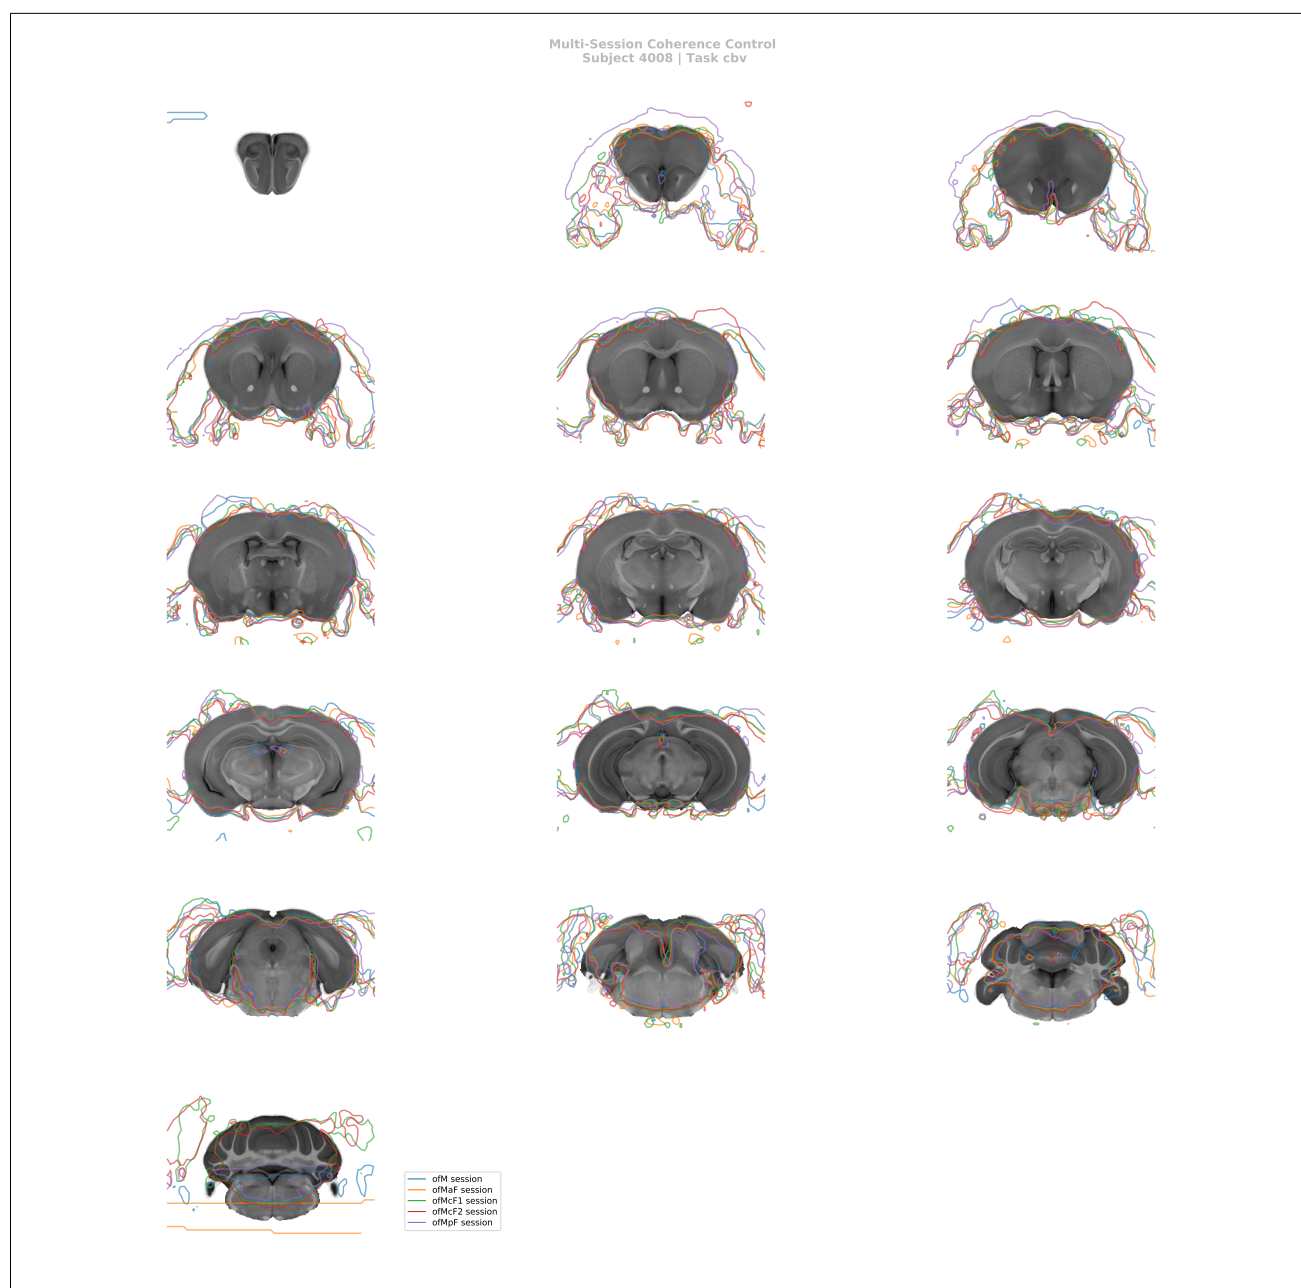 Multi-Session Coherence Control
Subject 4008 | Task cbv
ofM session
ofMaF session
ofMcF1 session
ofMcF2 session
ofMpF session